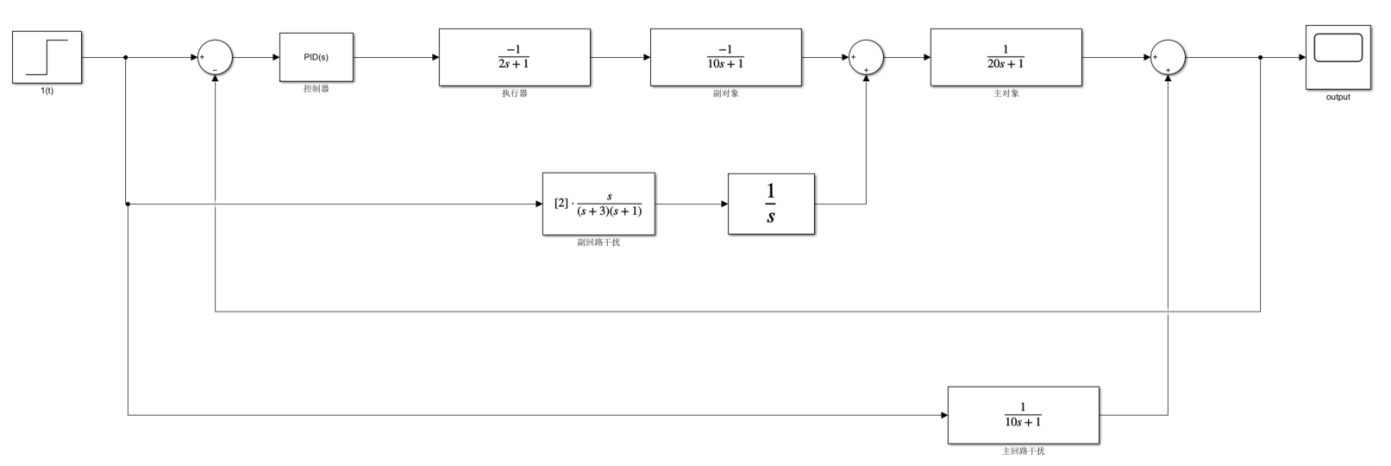 1(t)
+
−
PID(s)
控制器
-1
2s + 1
执行器
-1
10s + 1
副对象
+
+
1
20s + 1
主对象
+
+
output
[2] · s
(s + 3)(s + 1)
副回路干扰
1
s
1
10s + 1
主回路干扰